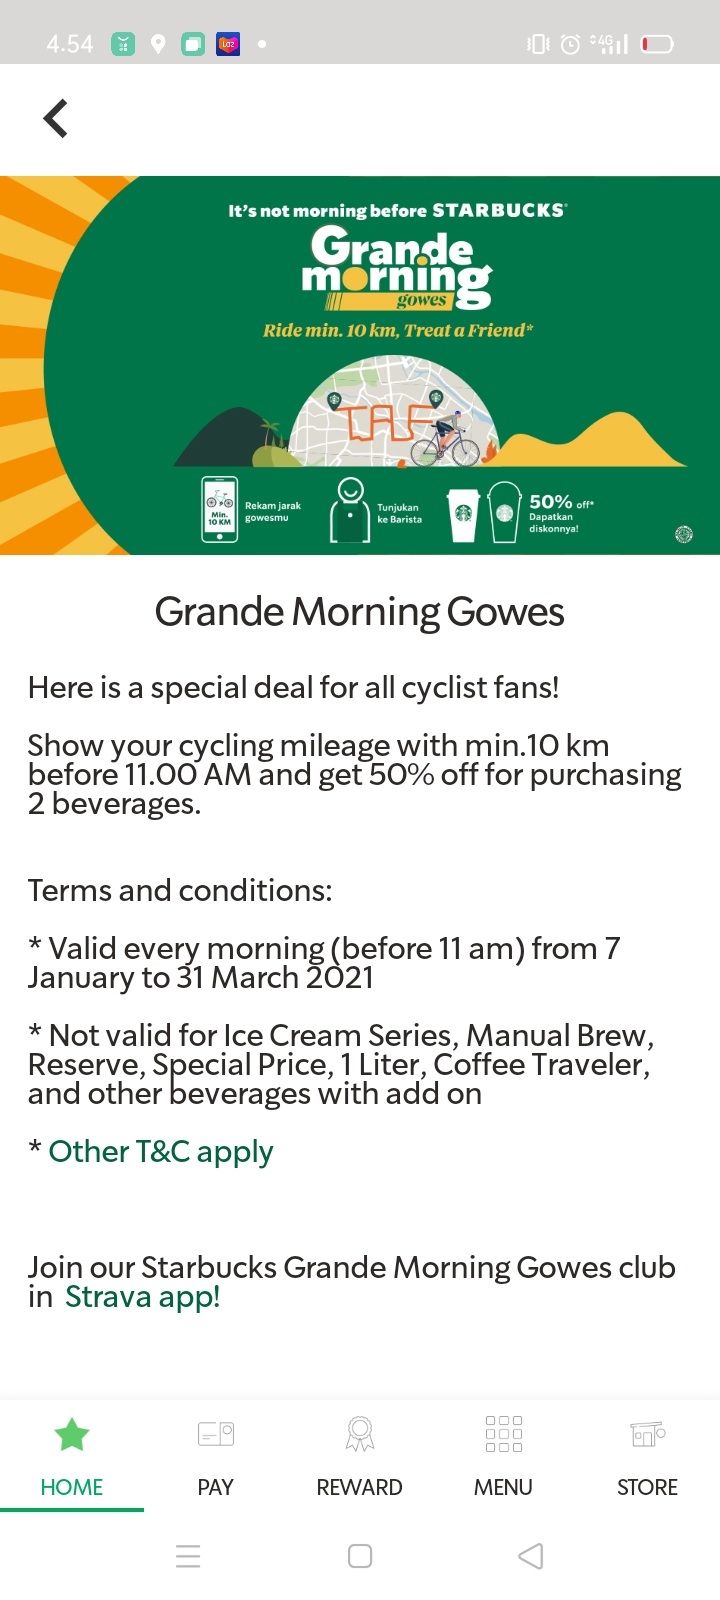 4.54
Laz
4G
It's not morning before STARBUCKS
Grande
morning
gowes
Ride min. 10 km, Treat a Friend*
TAF
Min.
10 KM
Rekam jarak
gowesmu
Tunjukan
ke Barista
50% off*
Dapatkan
diskonnya!
Grande Morning Gowes
Here is a special deal for all cyclist fans!
Show your cycling mileage with min.10 km
before 11.00 AM and get 50% off for purchasing
2 beverages.
Terms and conditions:
* Valid every morning (before 11 am) from 7
January to 31 March 2021
* Not valid for Ice Cream Series, Manual Brew,
Reserve, Special Price, 1 Liter, Coffee Traveler,
and other beverages with add on
* Other T&C apply
Join our Starbucks Grande Morning Gowes club
in Strava app!
HOME
PAY
REWARD
MENU
STORE